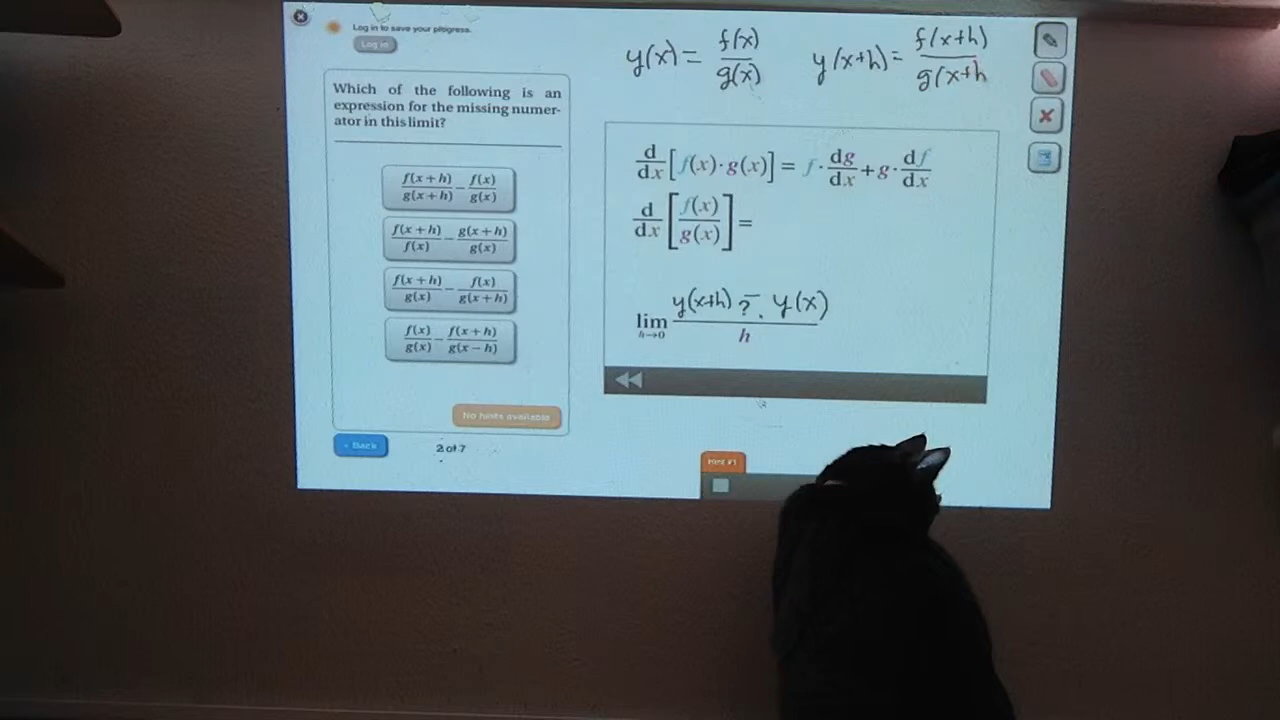 Log in to save your progress.
Log in
Which of the following is an
expression for the missing numer-
ator in this limit?
f(x+h)/g(x+h) − f(x)/g(x)
f(x+h)/f(x) − g(x+h)/g(x)
f(x+h)/g(x) − f(x)/g(x+h)
f(x)/g(x) − f(x+h)/g(x−h)
No hints available
‹ Back
2 of 7
y(x) = f(x)/g(x) y(x+h) = f(x+h)/g(x+h
d/dx [f(x)·g(x)] = f·dg/dx + g·df/dx
d/dx [f(x)/g(x)] =
lim h→0 y(x+h) ?. − y(x) / h
Hint #1